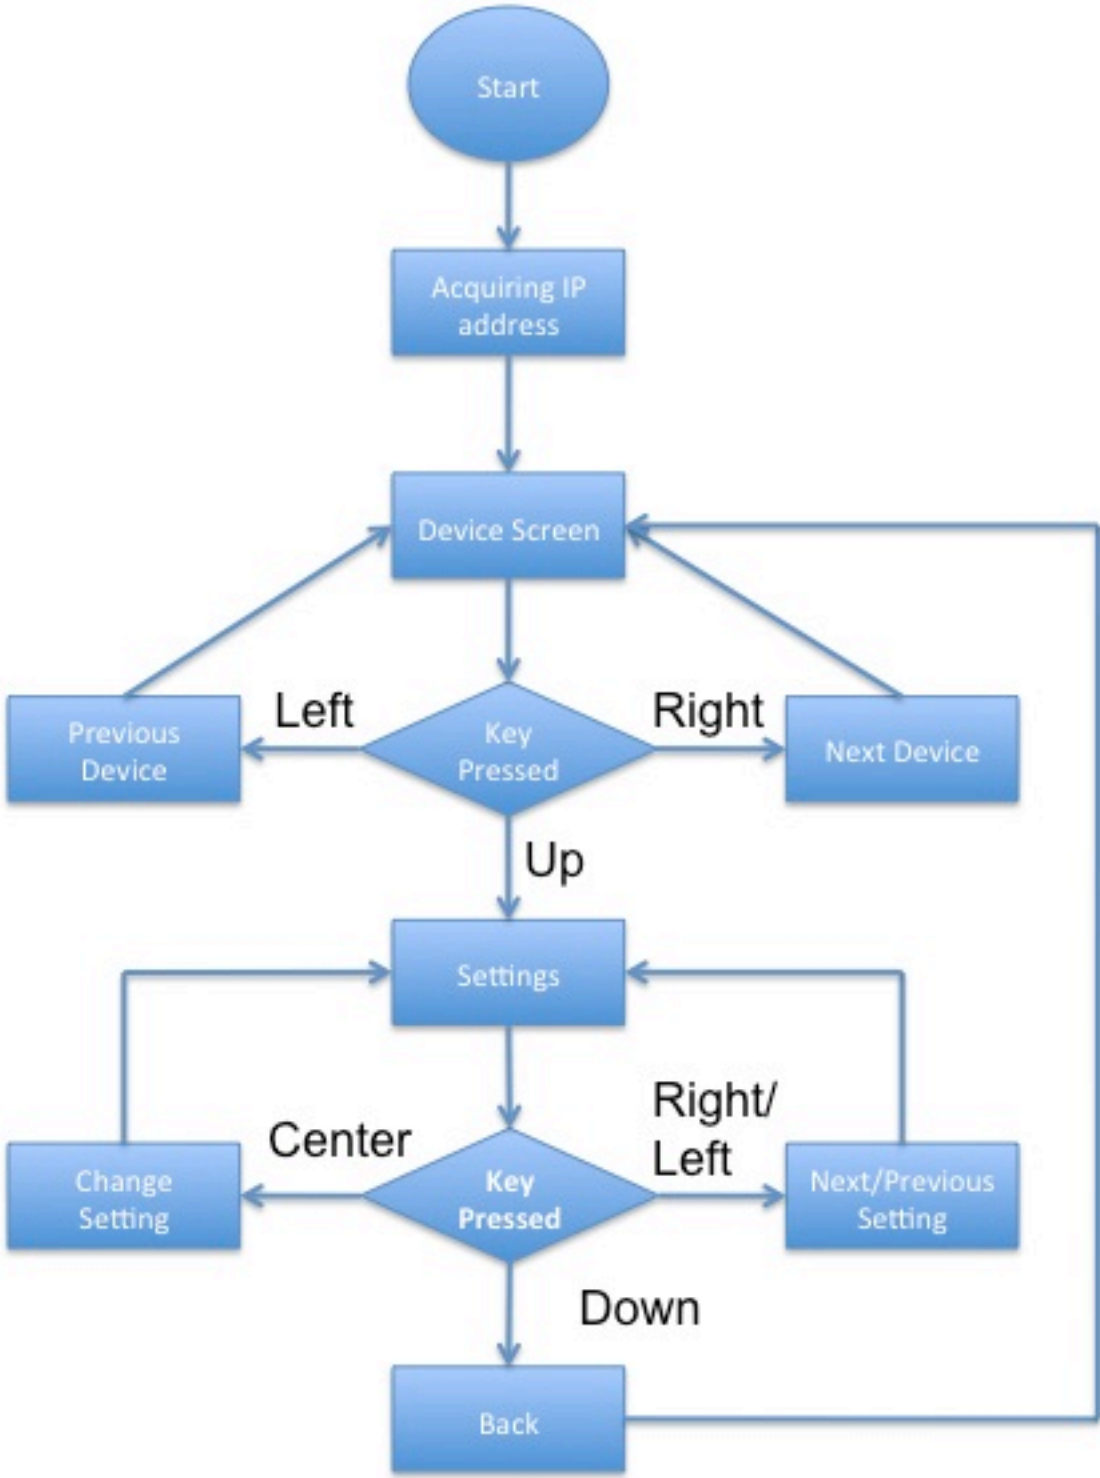 Start
Acquiring IP
address
Device Screen
Left
Right
Previous
Device
Key
Pressed
Next Device
Up
Settings
Center
Right/
Left
Change
Setting
Key
Pressed
Next/Previous
Setting
Down
Back